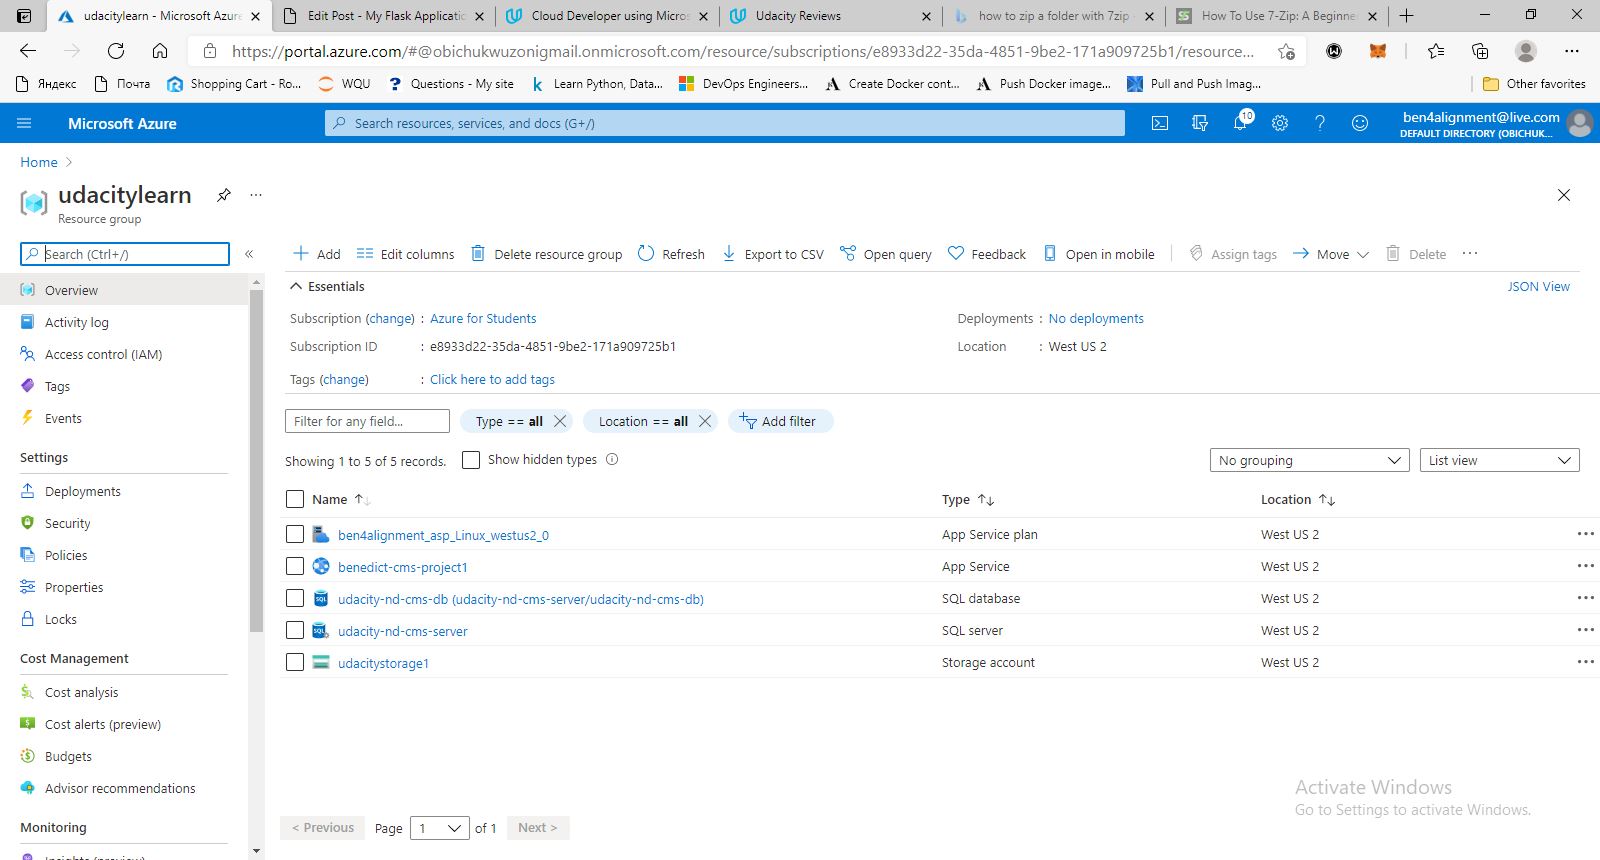 udacitylearn - Microsoft Azure
Edit Post - My Flask Applicatio
Cloud Developer using Micros
Udacity Reviews
how to zip a folder with 7zip -
How To Use 7-Zip: A Beginne
https://portal.azure.com/#@obichukwuzonigmail.onmicrosoft.com/resource/subscriptions/e8933d22-35da-4851-9be2-171a909725b1/resource...
Яндекс
Почта
Shopping Cart - Ro...
WQU
Questions - My site
Learn Python, Data...
DevOps Engineers...
Create Docker cont...
Push Docker image...
Pull and Push Imag...
Other favorites
Microsoft Azure
Search resources, services, and docs (G+/)
10
ben4alignment@live.com
DEFAULT DIRECTORY (OBICHUK...
Home >
udacitylearn
Resource group
Search (Ctrl+/)
«
Overview
Activity log
Access control (IAM)
Tags
Events
Settings
Deployments
Security
Policies
Properties
Locks
Cost Management
Cost analysis
Cost alerts (preview)
Budgets
Advisor recommendations
Monitoring
Insights (preview)
Add
Edit columns
Delete resource group
Refresh
Export to CSV
Open query
Feedback
Open in mobile
Assign tags
Move
Delete
Essentials
JSON View
Subscription (change) : Azure for Students
Deployments : No deployments
Subscription ID : e8933d22-35da-4851-9be2-171a909725b1
Location : West US 2
Tags (change) : Click here to add tags
Filter for any field...
Type == all
Location == all
Add filter
Showing 1 to 5 of 5 records.
Show hidden types
No grouping
List view
Name
Type
Location
ben4alignment_asp_Linux_westus2_0 App Service plan West US 2
benedict-cms-project1 App Service West US 2
SQL udacity-nd-cms-db (udacity-nd-cms-server/udacity-nd-cms-db) SQL database West US 2
SQL udacity-nd-cms-server SQL server West US 2
udacitystorage1 Storage account West US 2
Activate Windows
Go to Settings to activate Windows.
< Previous Page 1 of 1 Next >